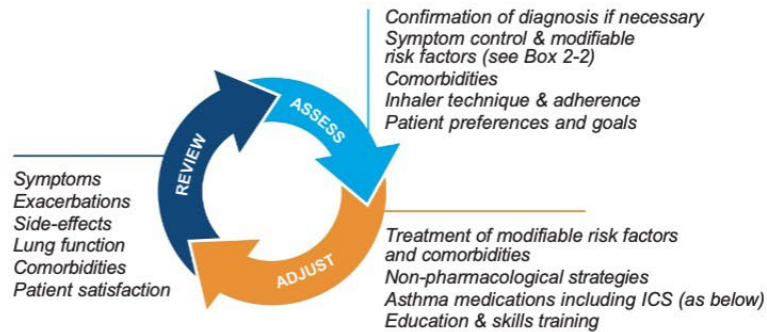 Confirmation of diagnosis if necessary
Symptom control & modifiable
risk factors (see Box 2-2)
Comorbidities
Inhaler technique & adherence
Patient preferences and goals
ASSESS
REVIEW
Symptoms
Exacerbations
Side-effects
Lung function
Comorbidities
Patient satisfaction
ADJUST
Treatment of modifiable risk factors
and comorbidities
Non-pharmacological strategies
Asthma medications including ICS (as below)
Education & skills training